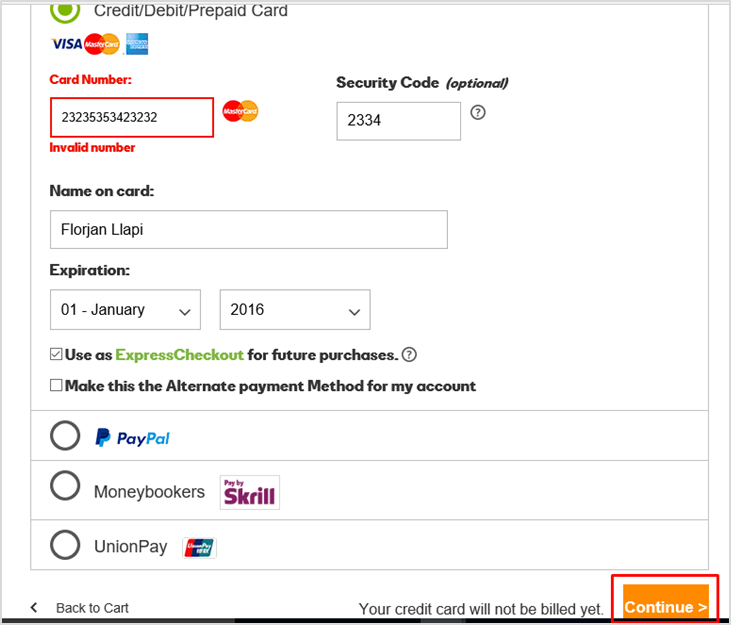 Credit/Debit/Prepaid Card
VISA MasterCard
Card Number:
Security Code (optional)
23235353423232
MasterCard
2334
?
Invalid number
Name on card:
Florjan Llapi
Expiration:
01 - January
2016
Use as ExpressCheckout for future purchases. ?
Make this the Alternate payment Method for my account
PayPal
Moneybookers
Pay by
Skrill
UnionPay
UnionPay
< Back to Cart
Your credit card will not be billed yet.
Continue >